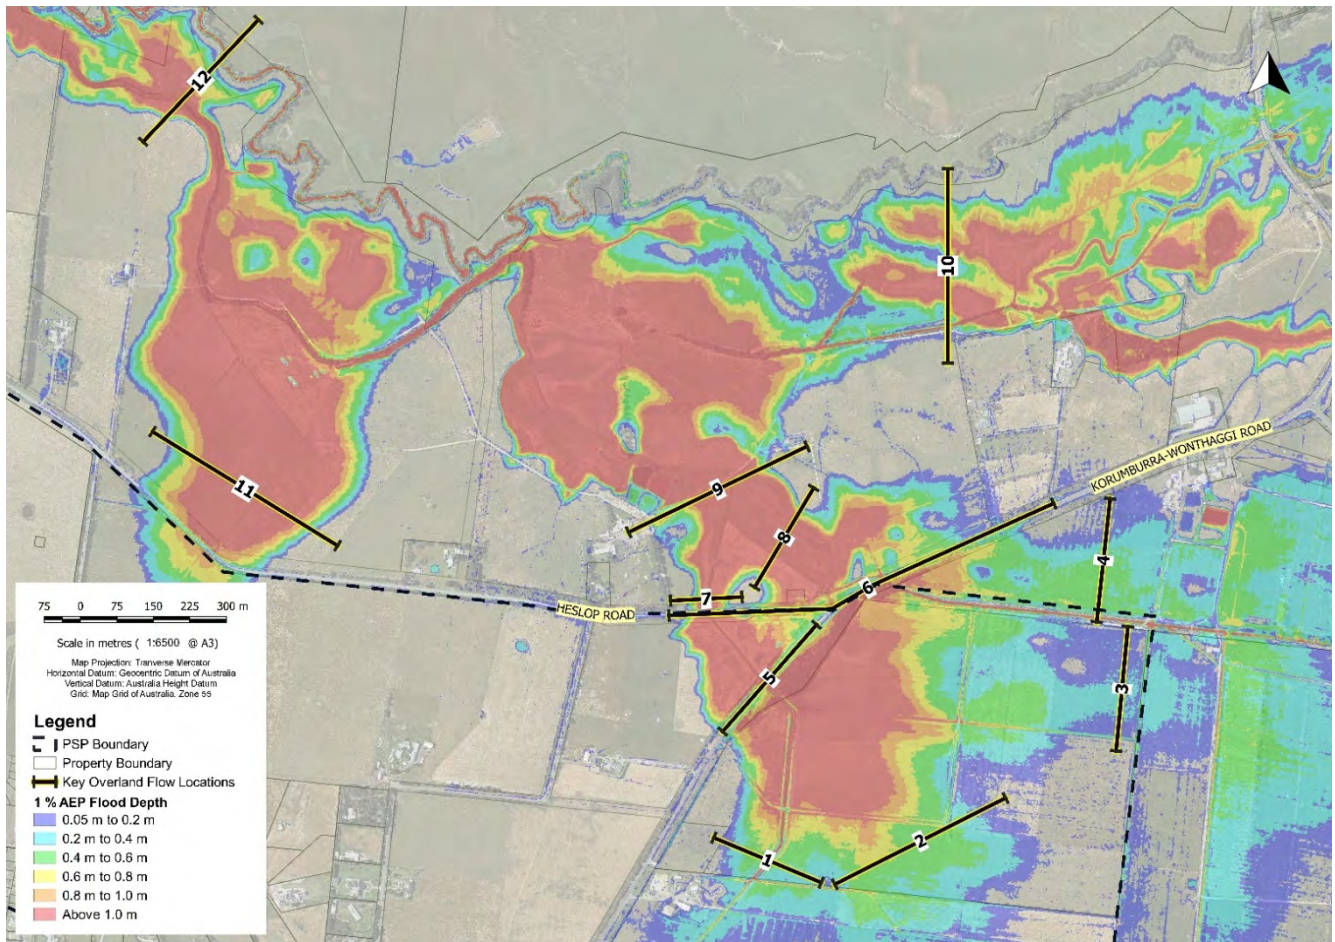 12
10
KORUMBURRA-WONTHAGGI ROAD
11
9
8
4
6
7
HESLOP ROAD
5
3
2
1
75 0 75 150 225 300 m
Scale in metres ( 1:6500 @ A3)
Map Projection: Tranverse Mercator
Horizontal Datum: Geocentric Datum of Australia
Vertical Datum: Australia Height Datum
Grid: Map Grid of Australia. Zone 55
Legend
PSP Boundary
Property Boundary
Key Overland Flow Locations
1 % AEP Flood Depth
0.05 m to 0.2 m
0.2 m to 0.4 m
0.4 m to 0.6 m
0.6 m to 0.8 m
0.8 m to 1.0 m
Above 1.0 m